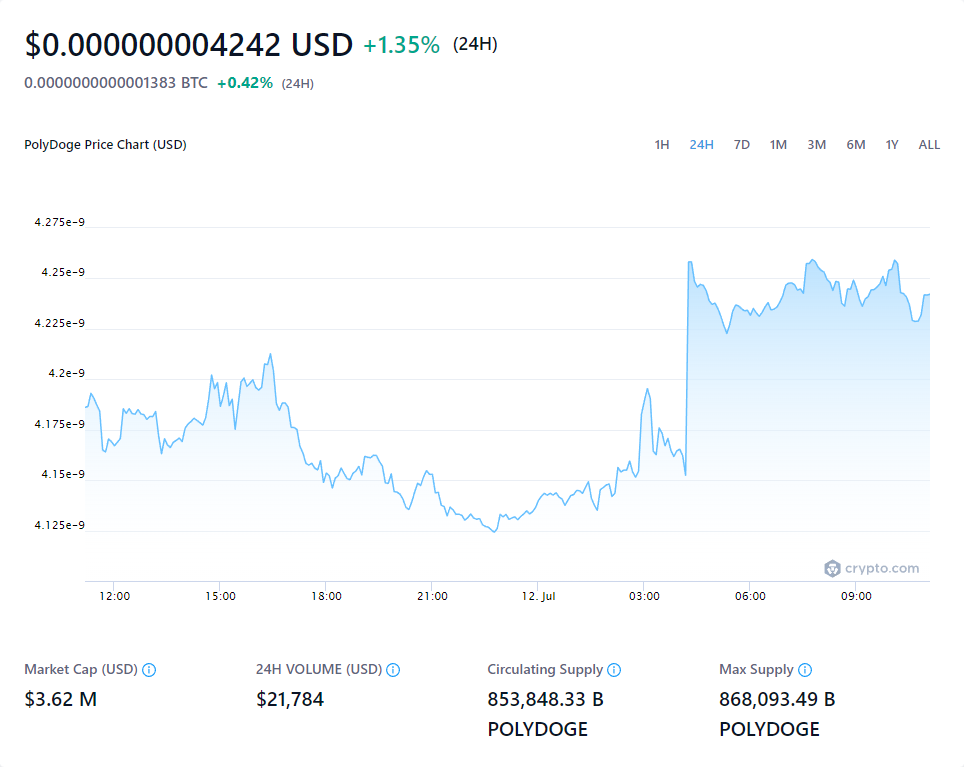 $0.000000004242 USD +1.35% (24H)
0.0000000000001383 BTC +0.42% (24H)
PolyDoge Price Chart (USD) 1H 24H 7D 1M 3M 6M 1Y ALL
4.275e-9
4.25e-9
4.225e-9
4.2e-9
4.175e-9
4.15e-9
4.125e-9
crypto.com
12:00 15:00 18:00 21:00 12. Jul 03:00 06:00 09:00
Market Cap (USD) 24H VOLUME (USD) Circulating Supply Max Supply
$3.62 M $21,784 853,848.33 B 868,093.49 B
POLYDOGE POLYDOGE